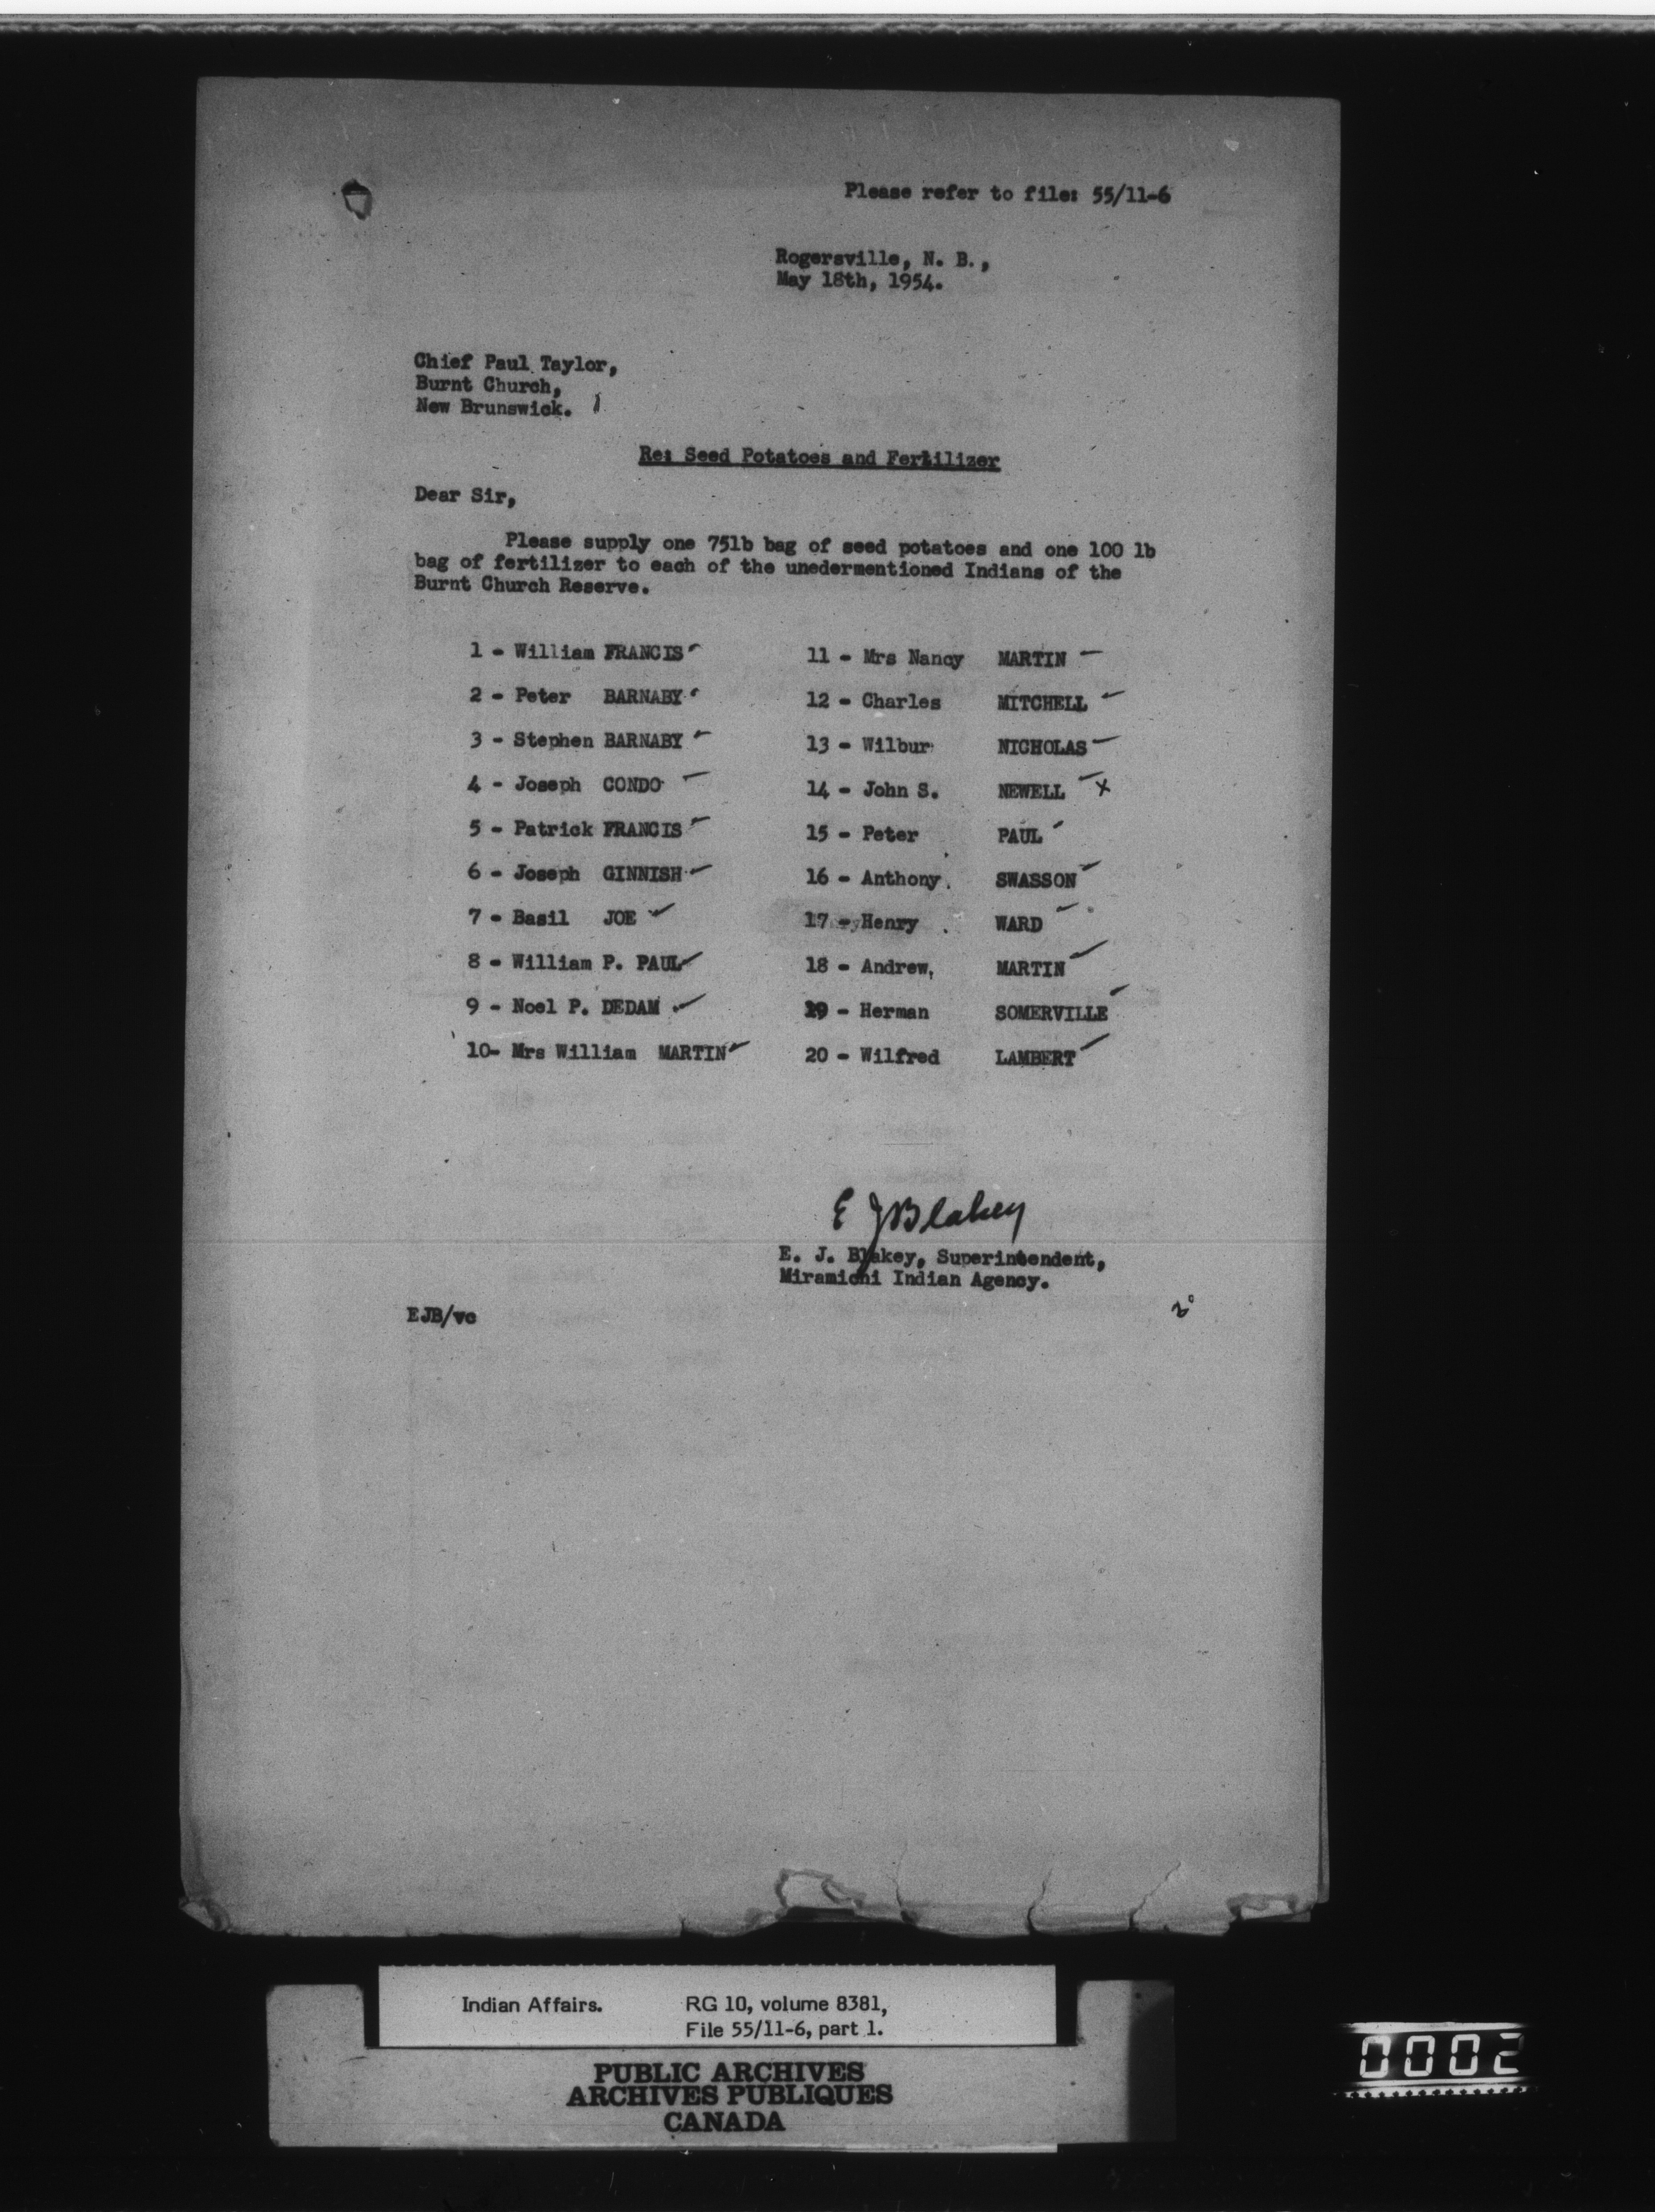 Please refer to file: 55/11-6
Rogersville, N. B.,
May 18th, 1954.
Chief Paul Taylor,
Burnt Church,
New Brunswick.
Re: Seed Potatoes and Fertilizer
Dear Sir,
Please supply one 75lb bag of seed potatoes and one 100 lb
bag of fertilizer to each of the unedermentioned Indians of the
Burnt Church Reserve.
1 - William FRANCIS ✓
2 - Peter BARNABY ✓
3 - Stephen BARNABY ✓
4 - Joseph CONDO ✓
5 - Patrick FRANCIS ✓
6 - Joseph GINNISH ✓
7 - Basil JOE ✓
8 - William P. PAUL ✓
9 - Noel P. DEDAM ✓
10- Mrs William MARTIN ✓
11 - Mrs Nancy MARTIN ✓
12 - Charles MITCHELL ✓
13 - Wilbur NICHOLAS ✓
14 - John S. NEWELL ✓ x
15 - Peter PAUL ✓
16 - Anthony SWASSON ✓
17 - Henry WARD ✓
18 - Andrew, MARTIN ✓
19 - Herman SOMERVILLE ✓
20 - Wilfred LAMBERT ✓
E J Blakey
E. J. Blakey, Superintendent,
Miramichi Indian Agency.
EJB/vc
Indian Affairs. RG 10, volume 8381,
File 55/11-6, part 1.
PUBLIC ARCHIVES
ARCHIVES PUBLIQUES
CANADA
0002